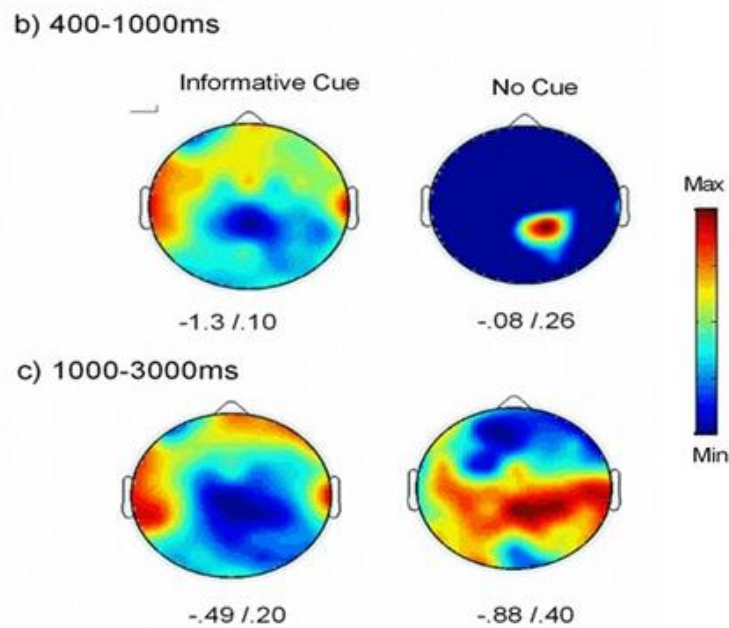 b) 400-1000ms
Informative Cue
No Cue
Max
-1.3 /.10
-.08 /.26
c) 1000-3000ms
Min
-.49 /.20
-.88 /.40